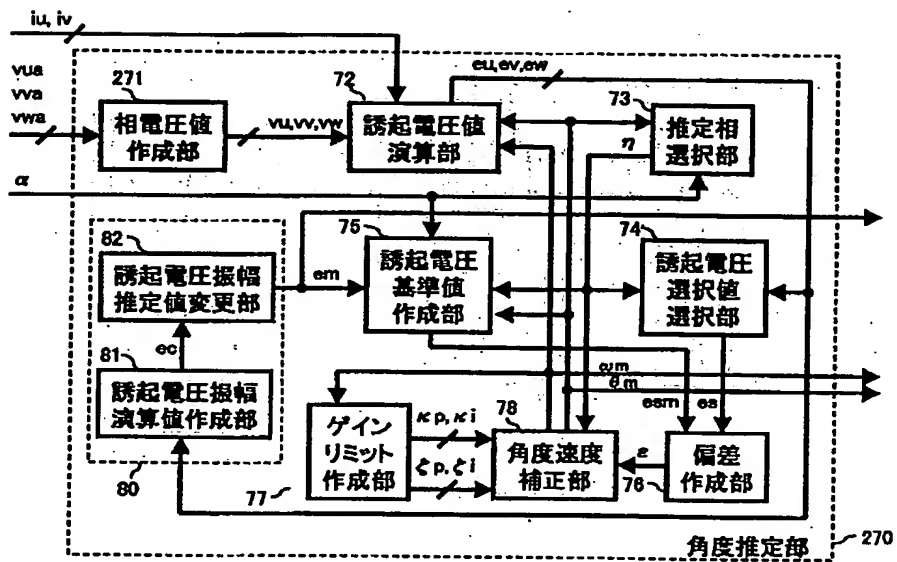 iu, iv
vua
vva
vwa
271
相電圧値
作成部
vu,vv,vw
72
誘起電圧値
演算部
eu,ev,ew
73
推定相
選択部
η
α
82
誘起電圧振幅
推定値変更部
em
75
誘起電圧
基準値
作成部
74
誘起電圧
選択値
選択部
ec
81
誘起電圧振幅
演算値作成部
80
ωm
θm
esm
es
ゲイン
リミット
作成部
77
κp,κi
ζp,ζi
78
角度速度
補正部
ε
76
偏差
作成部
角度推定部
270